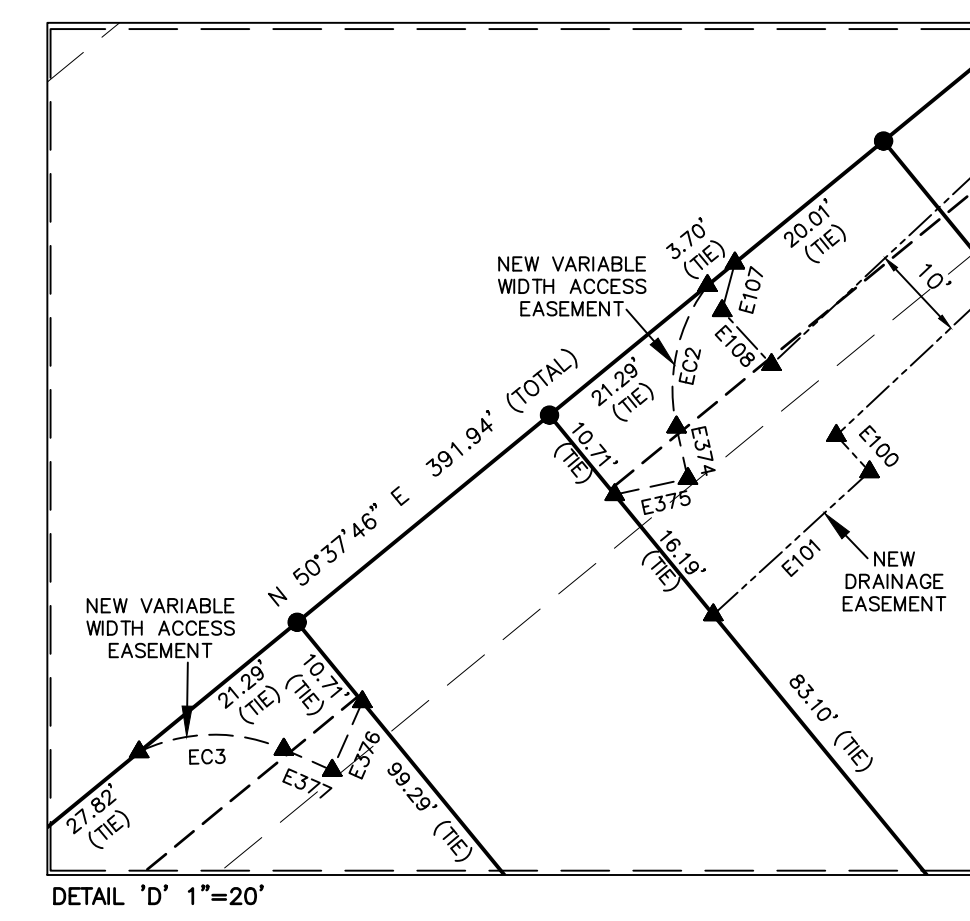 3.70'
(TIE)
20.01'
(TIE)
NEW VARIABLE
WIDTH ACCESS
EASEMENT
E107
10'
E108
EC2
21.29'
(TIE)
N 50°37'46" E 391.94' (TOTAL)
10.71'
(TIE)
E374
E100
E375
16.19'
(TIE)
E101
NEW
DRAINAGE
EASEMENT
NEW VARIABLE
WIDTH ACCESS
EASEMENT
21.29'
(TIE)
10.71'
(TIE)
83.10' (TIE)
EC3
E376
E377
99.29' (TIE)
27.82'
(TIE)
DETAIL 'D' 1"=20'